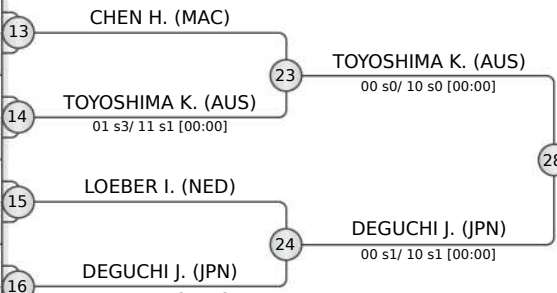 CHEN H. (MAC)
13
TOYOSHIMA K. (AUS)
23
00 s0/ 10 s0 [00:00]
TOYOSHIMA K. (AUS)
14
01 s3/ 11 s1 [00:00]
28
LOEBER I. (NED)
15
DEGUCHI J. (JPN)
24
00 s1/ 10 s1 [00:00]
DEGUCHI J. (JPN)
16